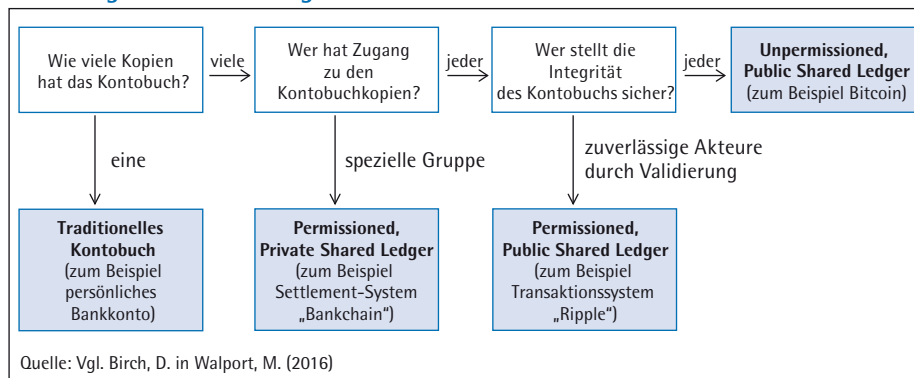 Wie viele Kopien
hat das Kontobuch?
viele
Wer hat Zugang
zu den
Kontobuchkopien?
jeder
Wer stellt die
Integrität
des Kontobuchs sicher?
jeder
Unpermissioned,
Public Shared Ledger
(zum Beispiel Bitcoin)
eine
spezielle Gruppe
zuverlässige Akteure
durch Validierung
Traditionelles
Kontobuch
(zum Beispiel
persönliches
Bankkonto)
Permissioned,
Private Shared Ledger
(zum Beispiel
Settlement-System
„Bankchain“)
Permissioned,
Public Shared Ledger
(zum Beispiel
Transaktionssystem
„Ripple“)
Quelle: Vgl. Birch, D. in Walport, M. (2016)